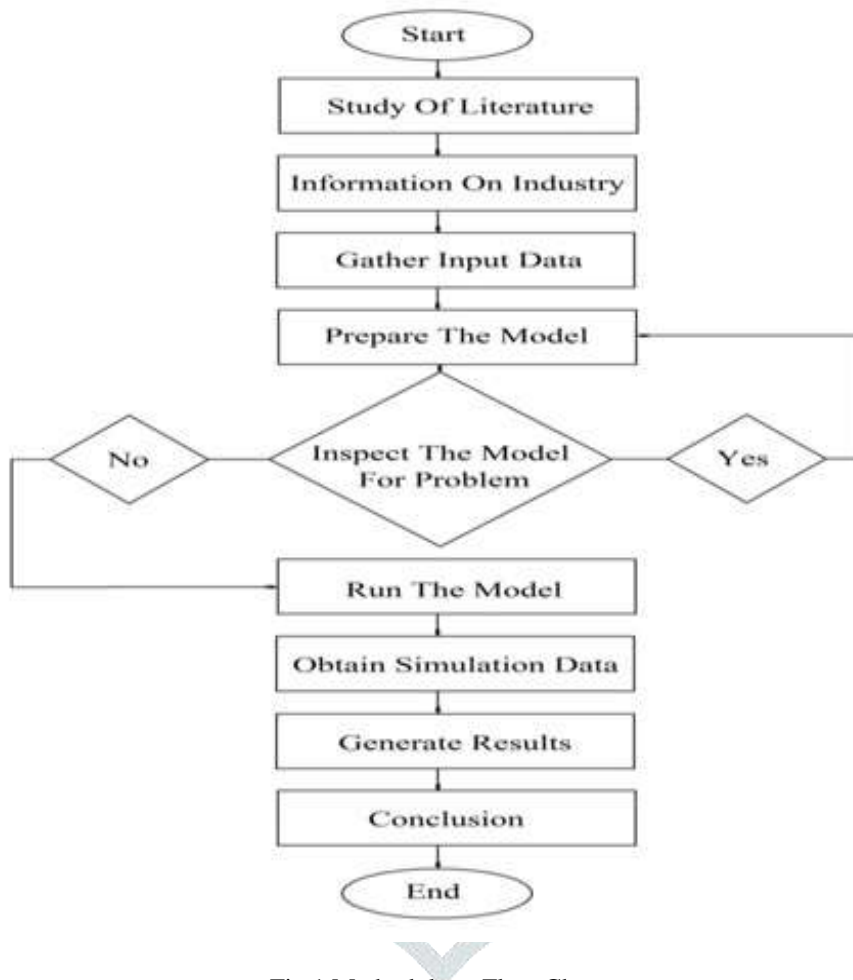 Start
Study Of Literature
Information On Industry
Gather Input Data
Prepare The Model
No
Inspect The Model
For Problem
Yes
Run The Model
Obtain Simulation Data
Generate Results
Conclusion
End